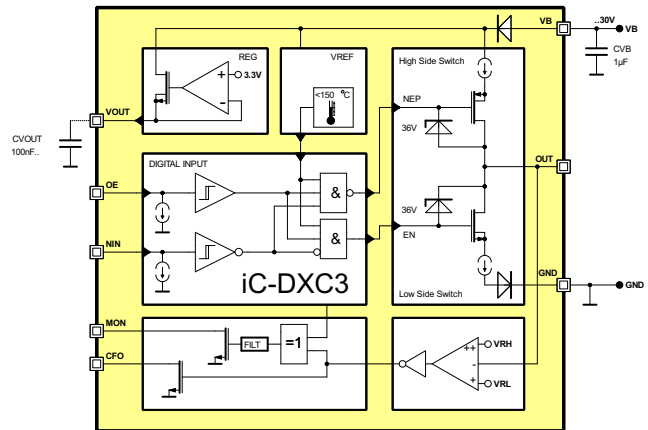 VB
..30V
VB
CVB
1µF
REG
3.3V
+
-
VREF
<150 °C
High Side Switch
NEP
36V
VOUT
CVOUT
100nF..
DIGITAL INPUT
OE
&
NIN
&
iC-DXC3
OUT
36V
EN
Low Side Switch
GND
GND
MON
CFO
FILT
=1
++
-
+
VRH
VRL